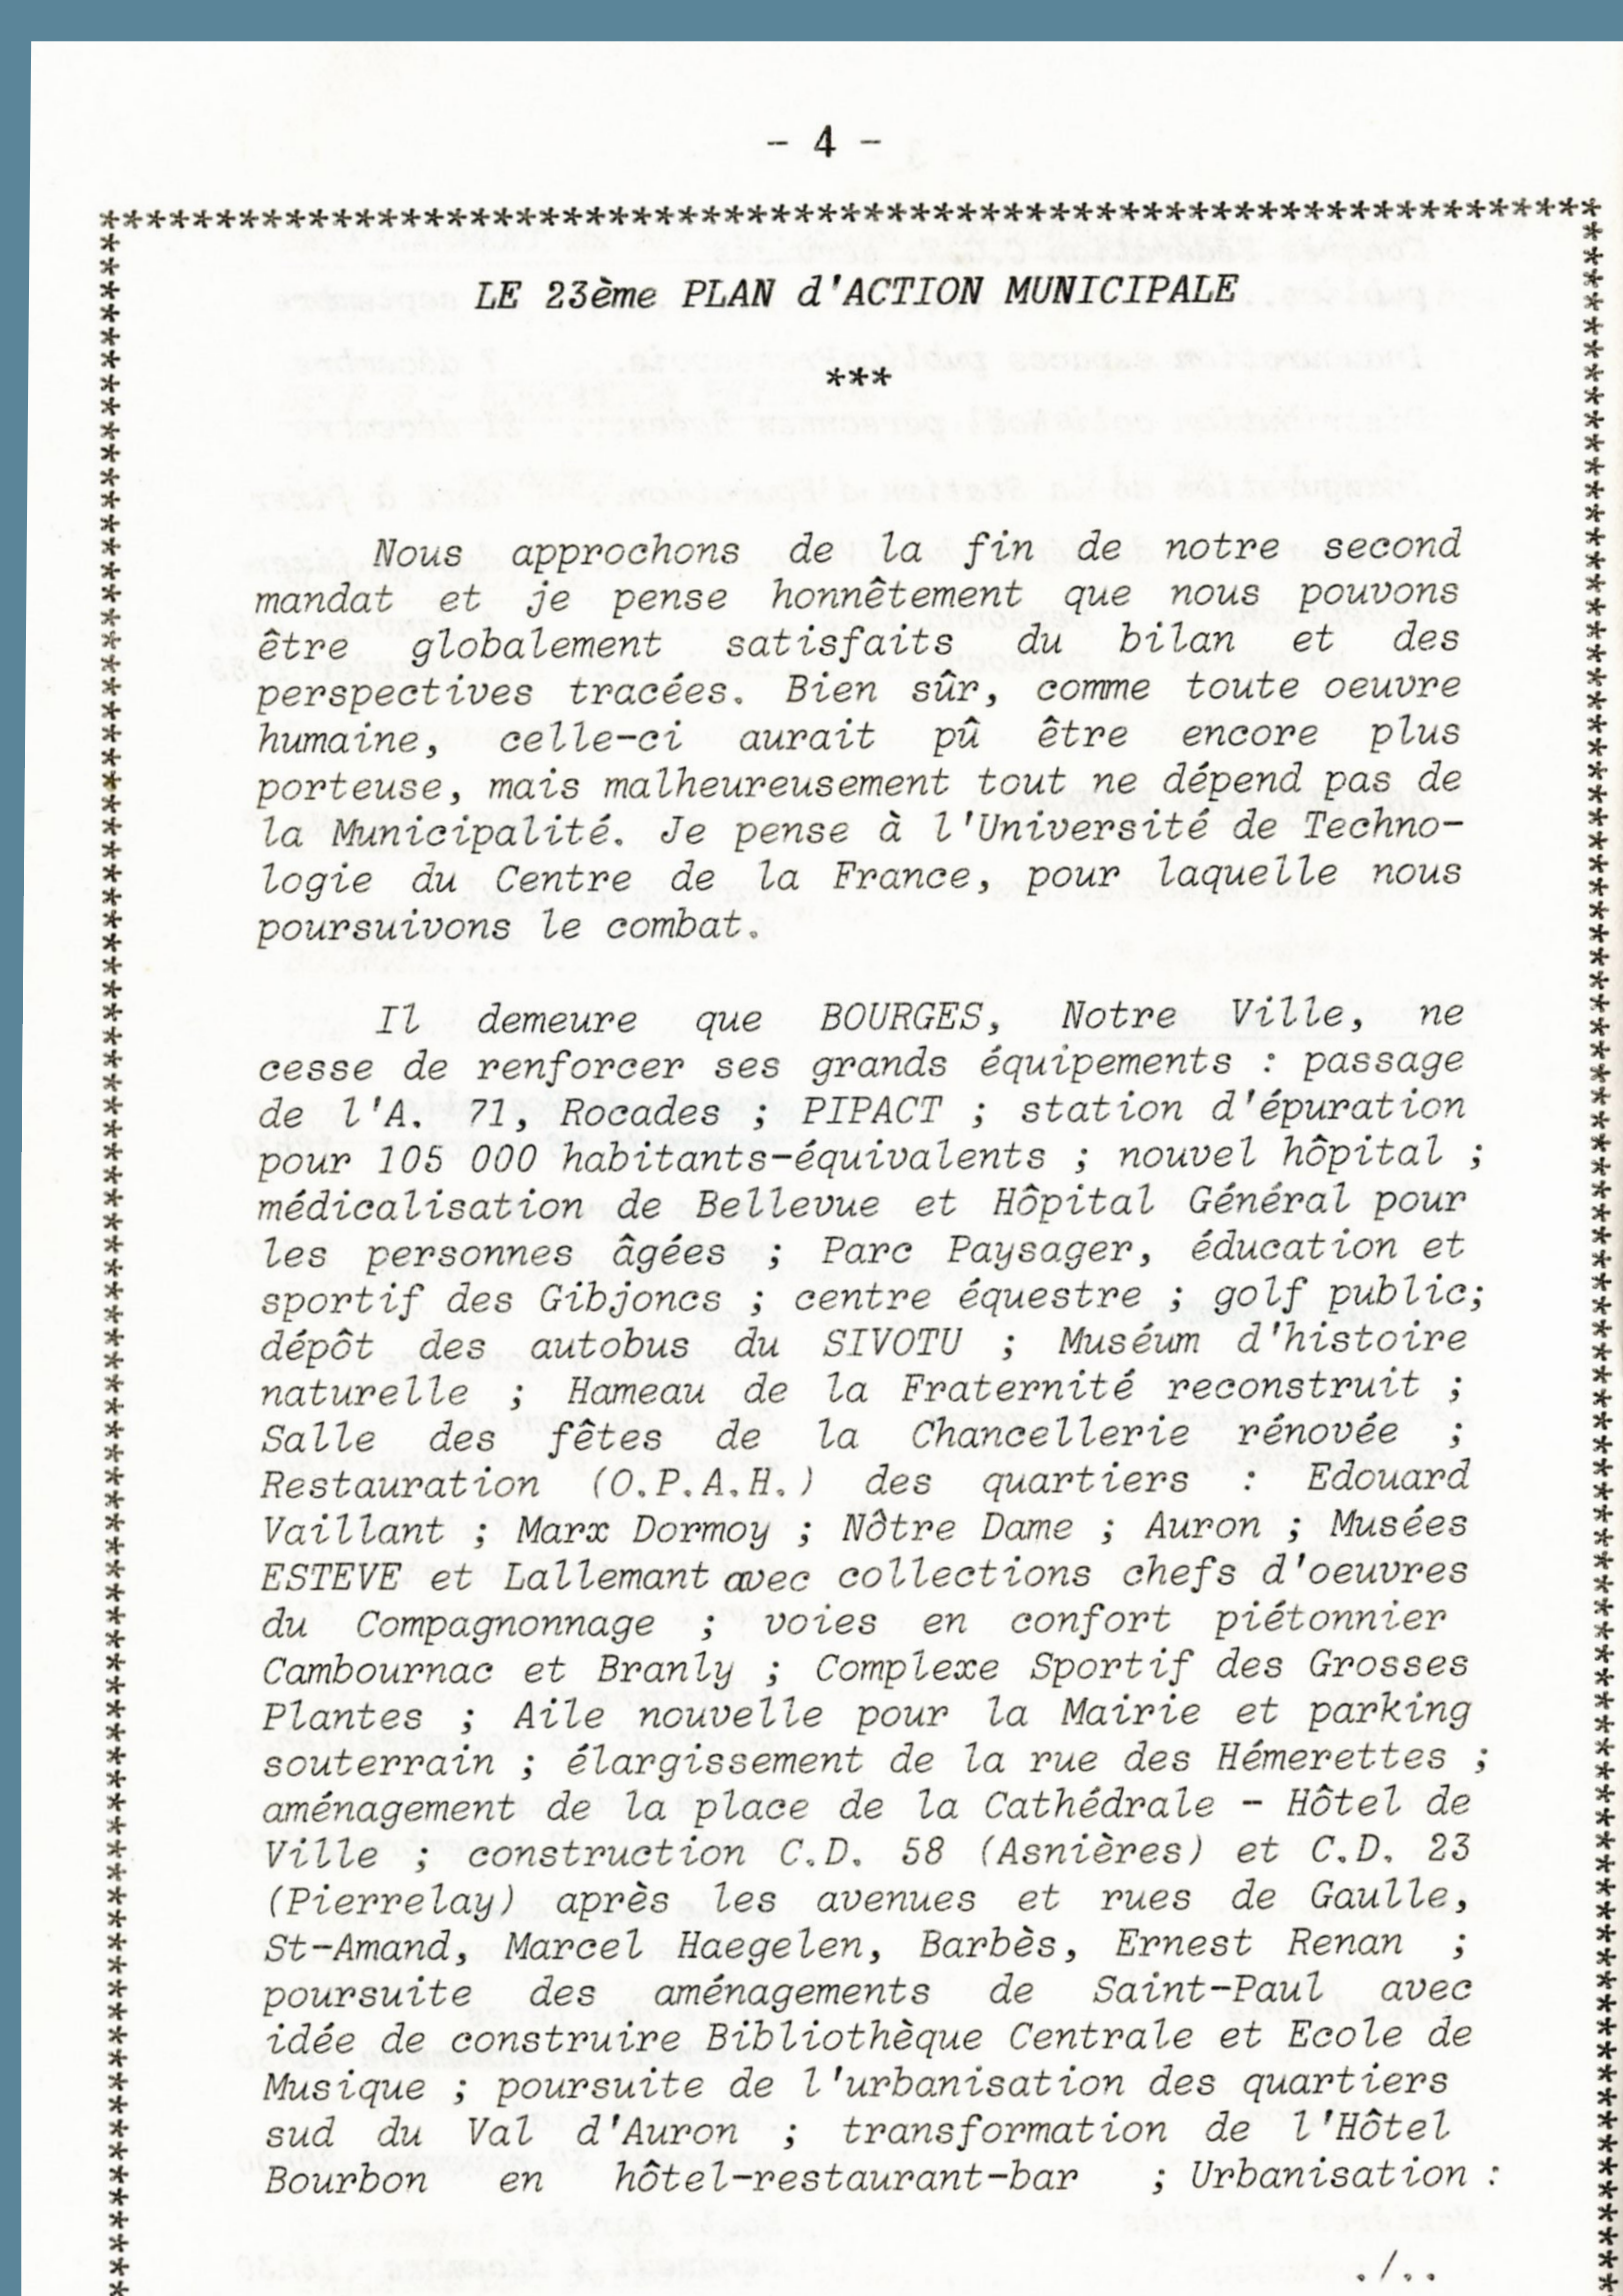 - 4 -
*****************************************************************
LE 23ème PLAN d'ACTION MUNICIPALE
***
Nous approchons de la fin de notre second
mandat et je pense honnêtement que nous pouvons
être globalement satisfaits du bilan et des
perspectives tracées. Bien sûr, comme toute oeuvre
humaine, celle-ci aurait pû être encore plus
porteuse, mais malheureusement tout ne dépend pas de
la Municipalité. Je pense à l'Université de Techno-
logie du Centre de la France, pour laquelle nous
poursuivons le combat.
Il demeure que BOURGES, Notre Ville, ne
cesse de renforcer ses grands équipements : passage
de l'A. 71, Rocades ; PIPACT ; station d'épuration
pour 105 000 habitants-équivalents ; nouvel hôpital ;
médicalisation de Bellevue et Hôpital Général pour
les personnes âgées ; Parc Paysager, éducation et
sportif des Gibjoncs ; centre équestre ; golf public;
dépôt des autobus du SIVOTU ; Muséum d'histoire
naturelle ; Hameau de la Fraternité reconstruit ;
Salle des fêtes de la Chancellerie rénovée ;
Restauration (O.P.A.H.) des quartiers : Edouard
Vaillant ; Marx Dormoy ; Nôtre Dame ; Auron ; Musées
ESTEVE et Lallemant avec collections chefs d'oeuvres
du Compagnonnage ; voies en confort piétonnier
Cambournac et Branly ; Complexe Sportif des Grosses
Plantes ; Aile nouvelle pour la Mairie et parking
souterrain ; élargissement de la rue des Hémerettes ;
aménagement de la place de la Cathédrale - Hôtel de
Ville ; construction C.D. 58 (Asnières) et C.D. 23
(Pierrelay) après les avenues et rues de Gaulle,
St-Amand, Marcel Haegelen, Barbès, Ernest Renan ;
poursuite des aménagements de Saint-Paul avec
idée de construire Bibliothèque Centrale et Ecole de
Musique ; poursuite de l'urbanisation des quartiers
sud du Val d'Auron ; transformation de l'Hôtel
Bourbon en hôtel-restaurant-bar ; Urbanisation :
./..